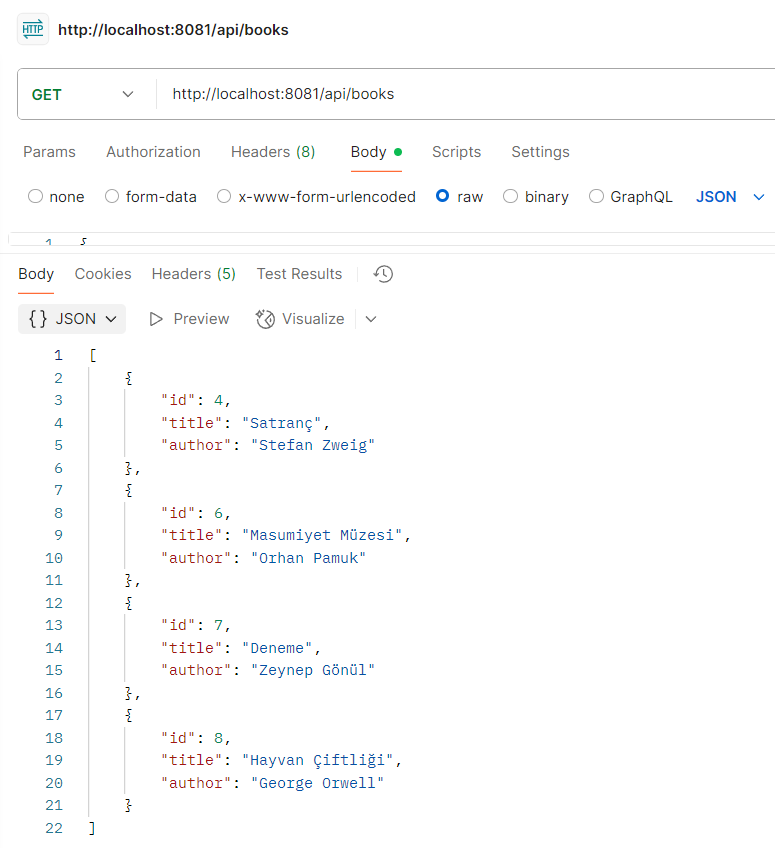 HTTP http://localhost:8081/api/books
GET http://localhost:8081/api/books
Params Authorization Headers (8) Body Scripts Settings
none form-data x-www-form-urlencoded raw binary GraphQL JSON
1 {
Body Cookies Headers (5) Test Results
{} JSON Preview Visualize
1 [
2 {
3 "id": 4,
4 "title": "Satranç",
5 "author": "Stefan Zweig"
6 },
7 {
8 "id": 6,
9 "title": "Masumiyet Müzesi",
10 "author": "Orhan Pamuk"
11 },
12 {
13 "id": 7,
14 "title": "Deneme",
15 "author": "Zeynep Gönül"
16 },
17 {
18 "id": 8,
19 "title": "Hayvan Çiftliği",
20 "author": "George Orwell"
21 }
22 ]